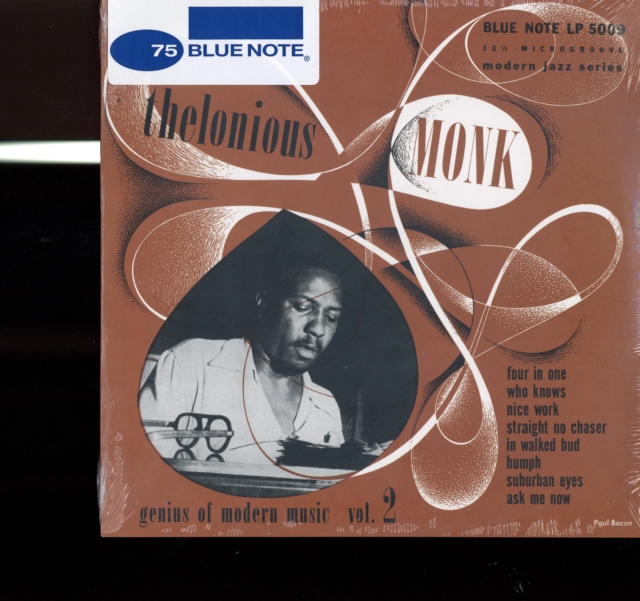 75 BLUE NOTE®
BLUE NOTE LP 5009
33⅓ MICROGROOVE
modern jazz series
thelonious
MONK
four in one
who knows
nice work
straight no chaser
in walked bud
humph
suburban eyes
ask me now
genius of modern music vol. 2
Paul Bacon